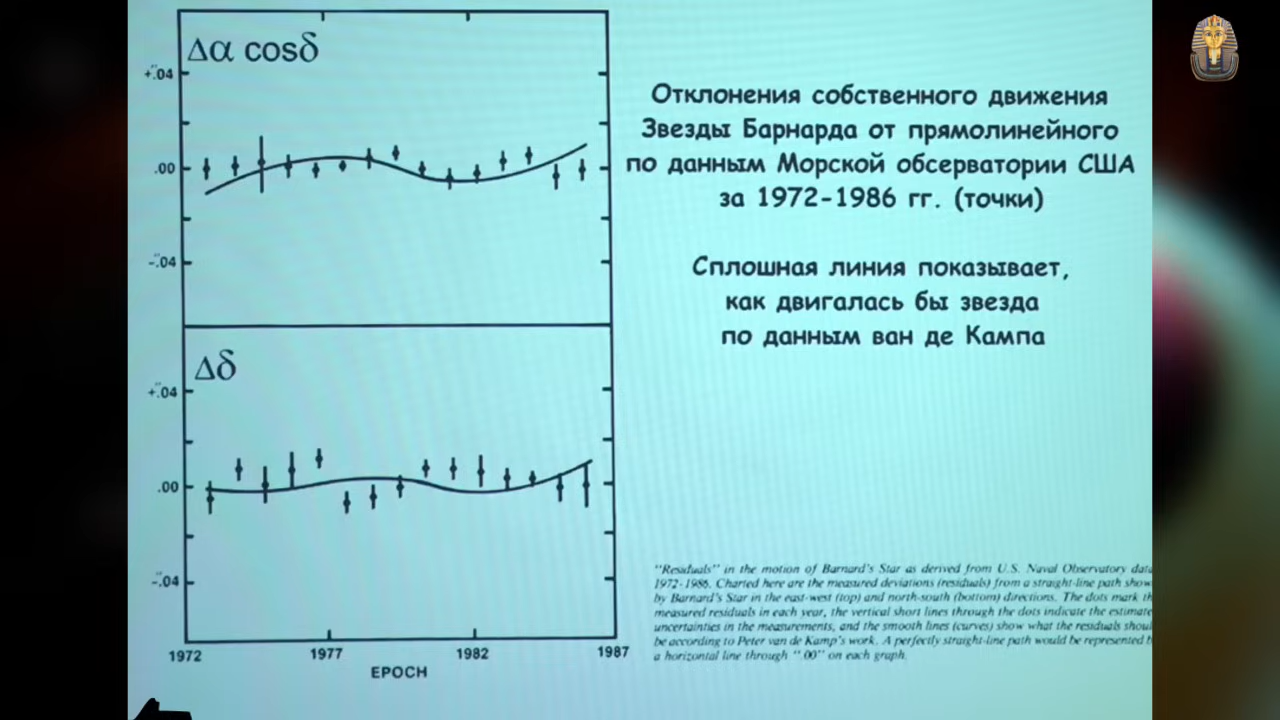 Δα cosδ
+.″04
.00
-.″04
Δδ
+.″04
.00
-.″04
1972 1977 1982 1987
EPOCH
Отклонения собственного движения
Звезды Барнарда от прямолинейного
по данным Морской обсерватории США
за 1972-1986 гг. (точки)
Сплошная линия показывает,
как двигалась бы звезда
по данным ван де Кампа
"Residuals" in the motion of Barnard's Star as derived from U.S. Naval Observatory data
1972-1986. Charted here are the measured deviations (residuals) from a straight-line path show
by Barnard's Star in the east-west (top) and north-south (bottom) directions. The dots mark th
measured residuals in each year, the vertical short lines through the dots indicate the estimate
uncertainties in the measurements, and the smooth lines (curves) show what the residuals shoul
be according to Peter van de Kamp's work. A perfectly straight-line path would be represented
a horizontal line through ".00" on each graph.